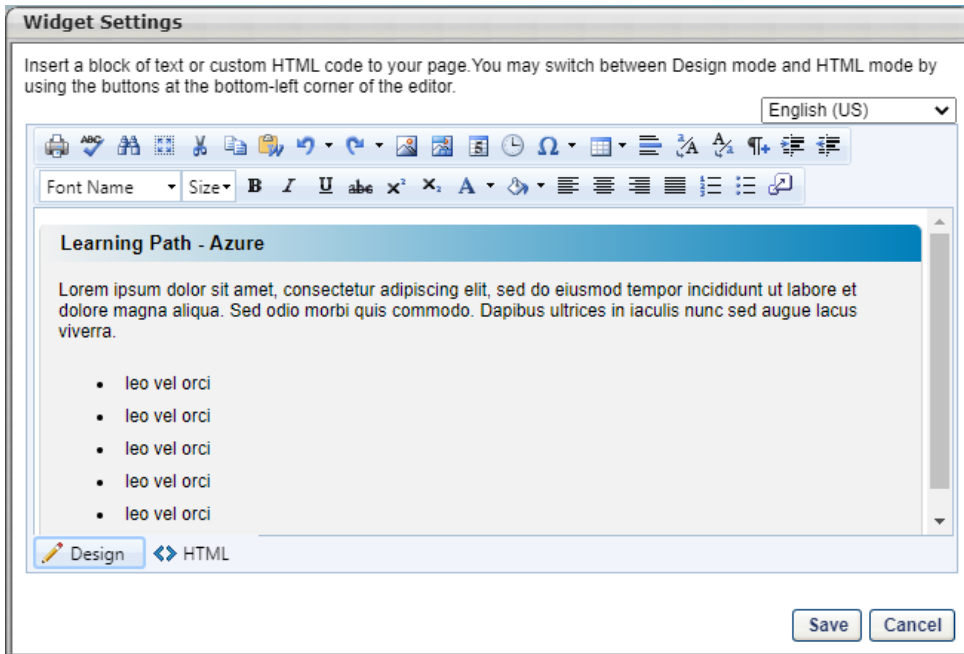 Widget Settings
Insert a block of text or custom HTML code to your page.You may switch between Design mode and HTML mode by
using the buttons at the bottom-left corner of the editor.
English (US)
Font Name Size B I U abc x² X₂ A
Learning Path - Azure
Lorem ipsum dolor sit amet, consectetur adipiscing elit, sed do eiusmod tempor incididunt ut labore et
dolore magna aliqua. Sed odio morbi quis commodo. Dapibus ultrices in iaculis nunc sed augue lacus
viverra.
• leo vel orci
• leo vel orci
• leo vel orci
• leo vel orci
• leo vel orci
Design HTML
Save Cancel